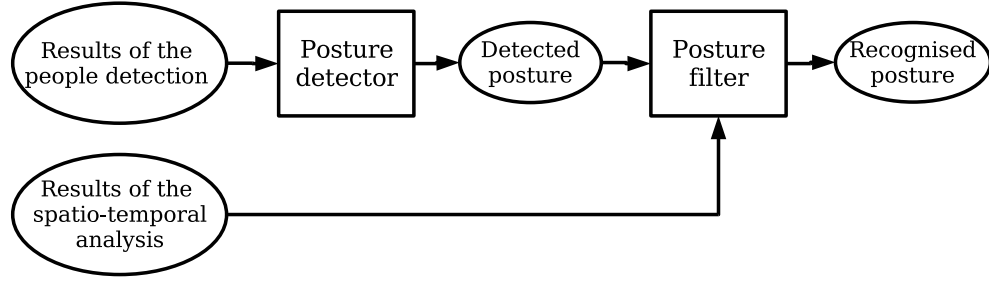 Results of the
people detection
Posture
detector
Detected
posture
Posture
filter
Recognised
posture
Results of the
spatio-temporal
analysis